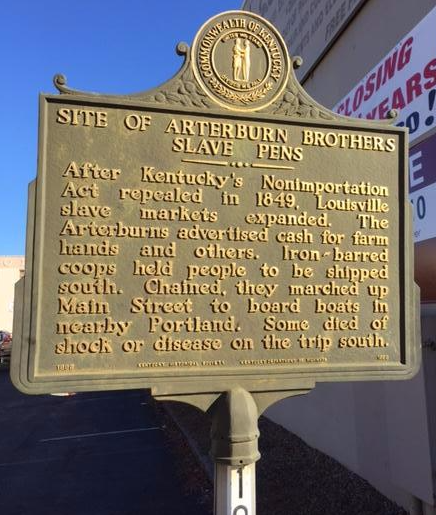 COMMONWEALTH OF KENTUCKY
SITE OF ARTERBURN BROTHERS
SLAVE PENS
After Kentucky's Nonimportation
Act repealed in 1849, Louisville
slave markets expanded. The
Arterburns advertised cash for farm
hands and others. Iron-barred
coops held people to be shipped
south. Chained, they marched up
Main Street to board boats in
nearby Portland. Some died of
shock or disease on the trip south.
KENTUCKY HISTORICAL SOCIETY KENTUCKY DEPARTMENT OF HIGHWAYS
CLOSING
YEARS